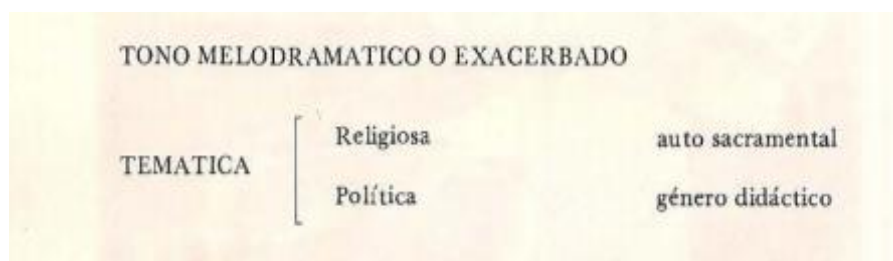 TONO MELODRAMATICO O EXACERBADO
Religiosa auto sacramental
TEMATICA
Política género didáctico